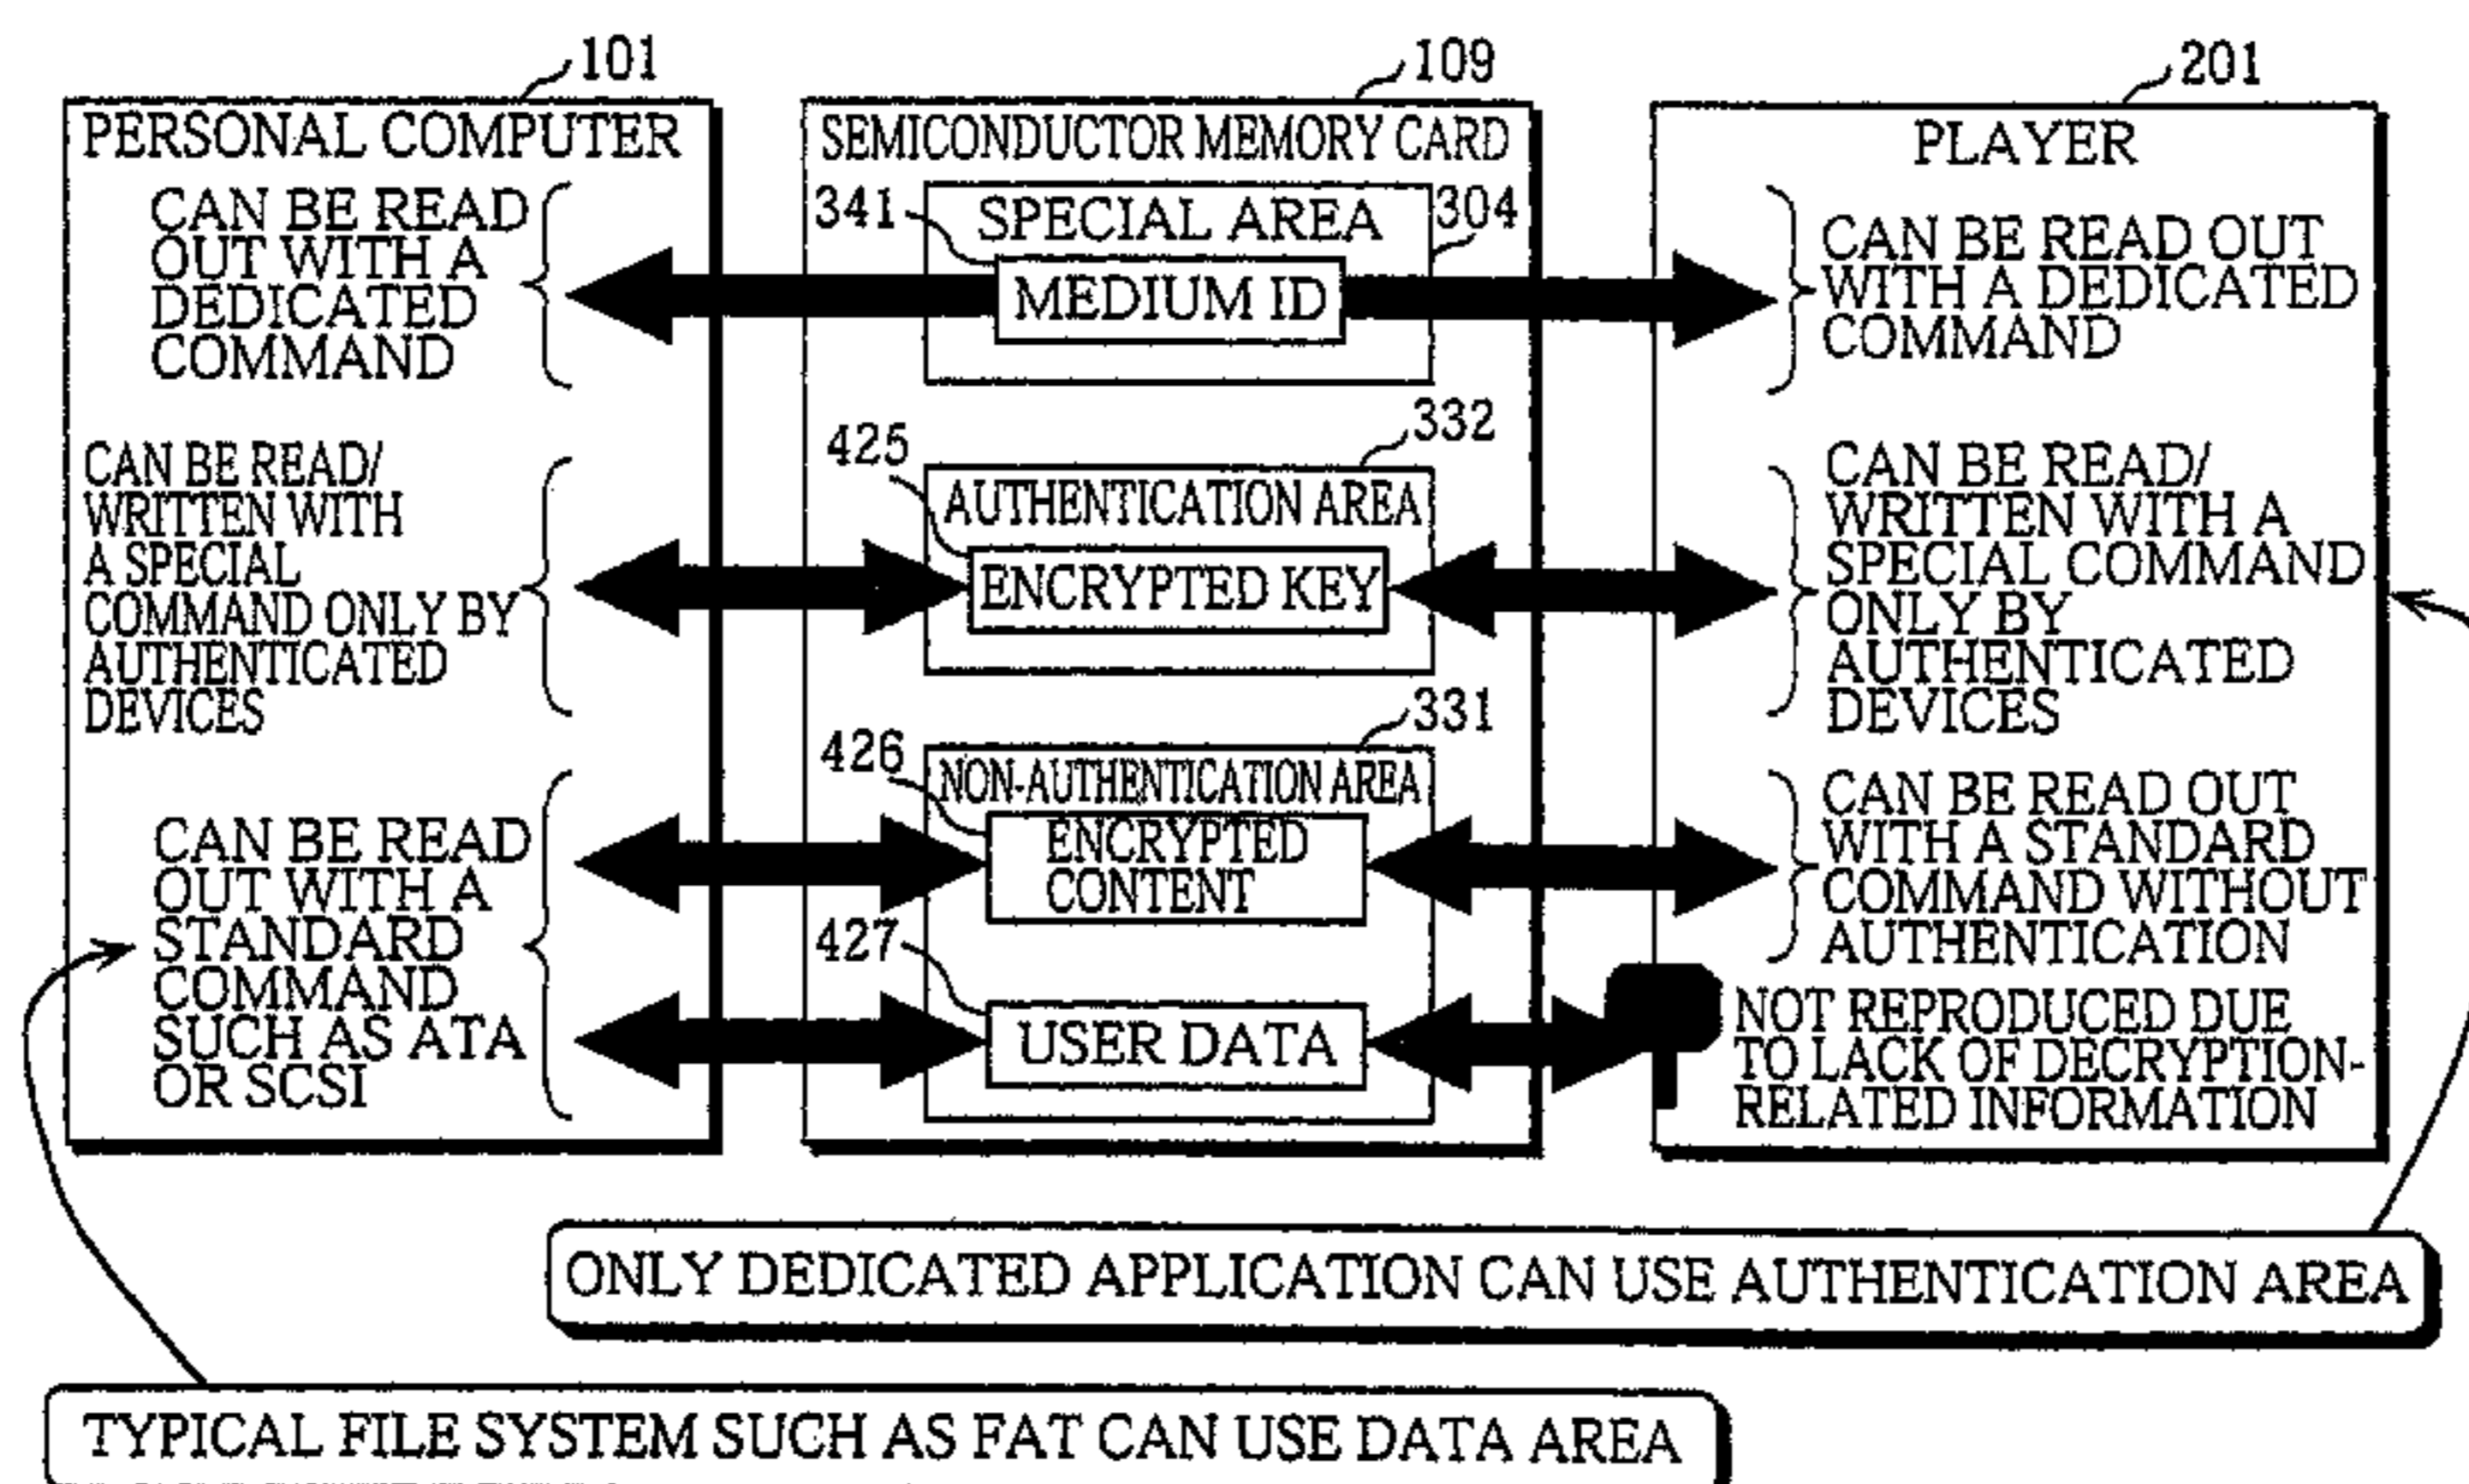 101
109
201
PERSONAL COMPUTER
CAN BE READ
OUT WITH A
DEDICATED
COMMAND
CAN BE READ/
WRITTEN WITH
A SPECIAL
COMMAND ONLY BY
AUTHENTICATED
DEVICES
CAN BE READ
OUT WITH A
STANDARD
COMMAND
SUCH AS ATA
OR SCSI
SEMICONDUCTOR MEMORY CARD
341
SPECIAL AREA
304
MEDIUM ID
332
425
AUTHENTICATION AREA
ENCRYPTED KEY
331
426
NON-AUTHENTICATION AREA
ENCRYPTED
CONTENT
427
USER DATA
PLAYER
CAN BE READ OUT
WITH A DEDICATED
COMMAND
CAN BE READ/
WRITTEN WITH A
SPECIAL COMMAND
ONLY BY
AUTHENTICATED
DEVICES
CAN BE READ OUT
WITH A STANDARD
COMMAND WITHOUT
AUTHENTICATION
NOT REPRODUCED DUE
TO LACK OF DECRYPTION-
RELATED INFORMATION
ONLY DEDICATED APPLICATION CAN USE AUTHENTICATION AREA
TYPICAL FILE SYSTEM SUCH AS FAT CAN USE DATA AREA